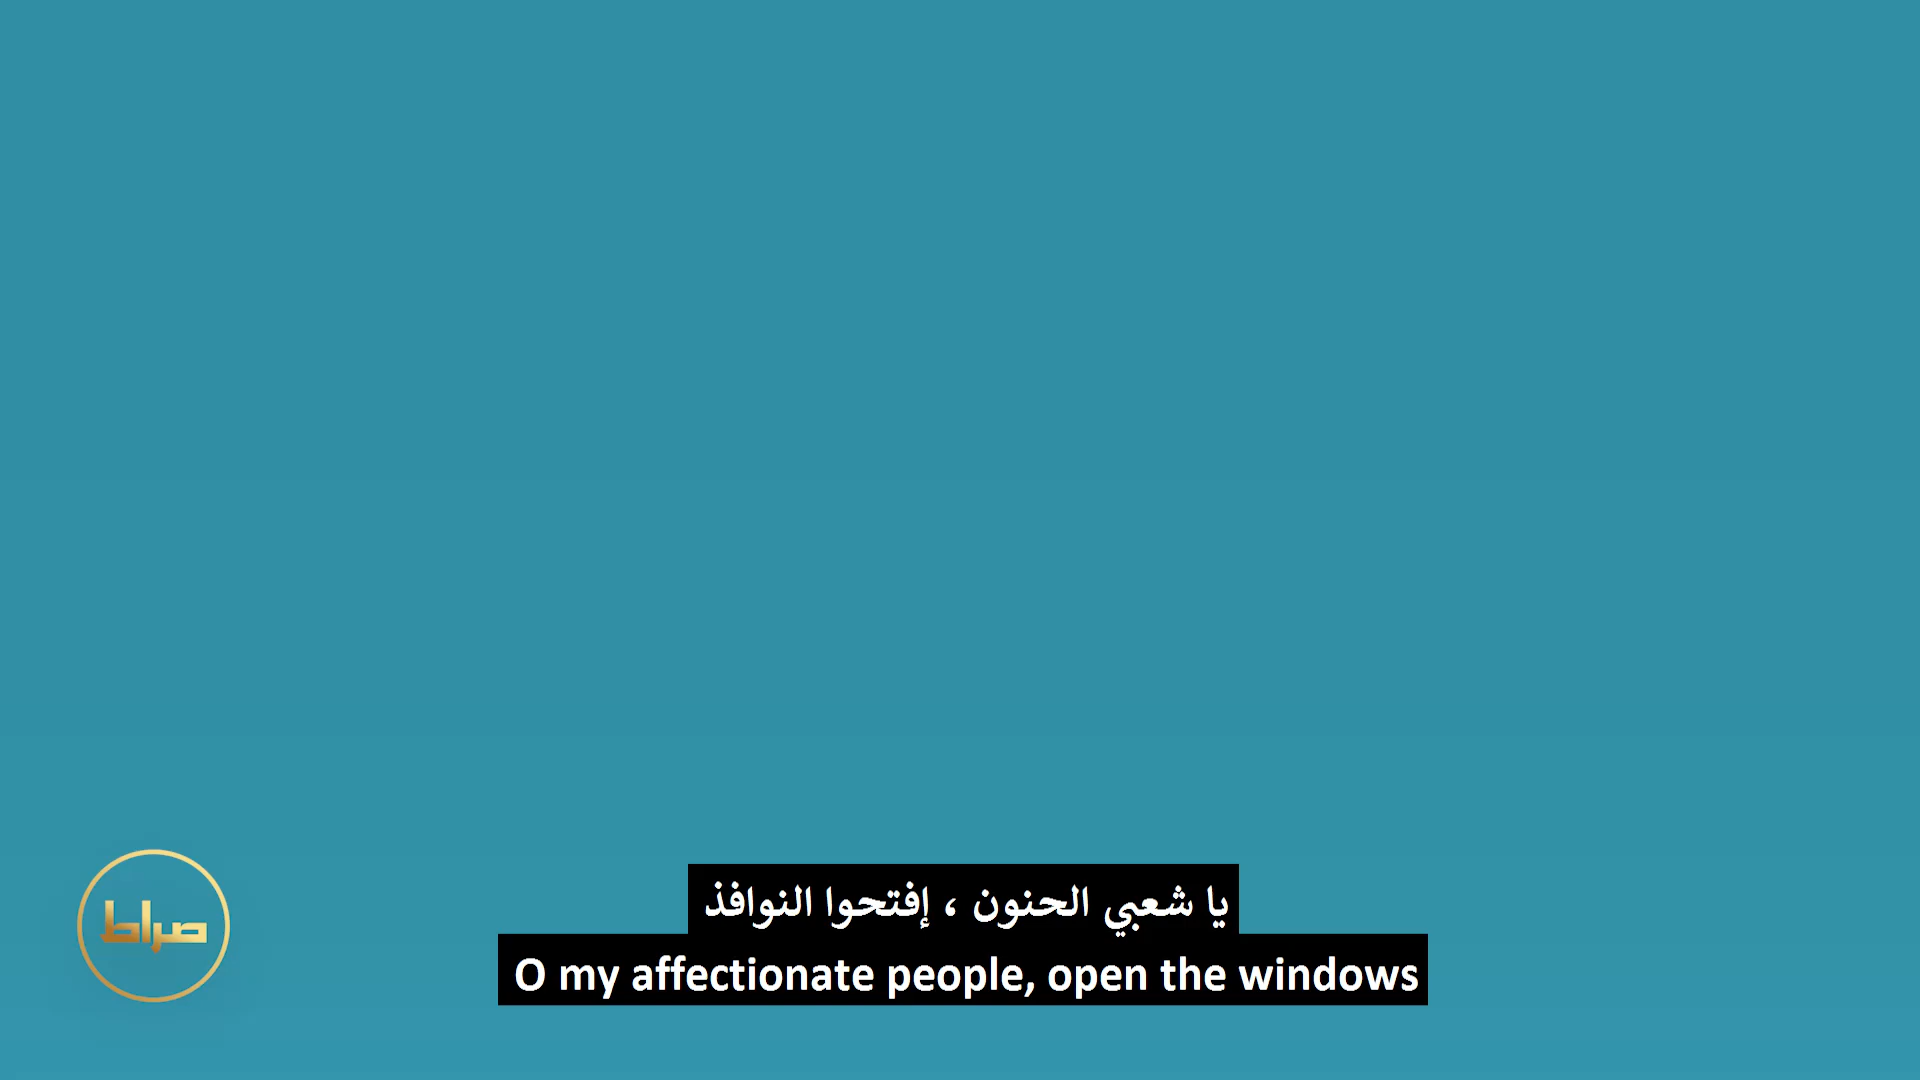 يا شعبي الحنون ، إفتحوا النوافذ
O my affectionate people, open the windows
صراط